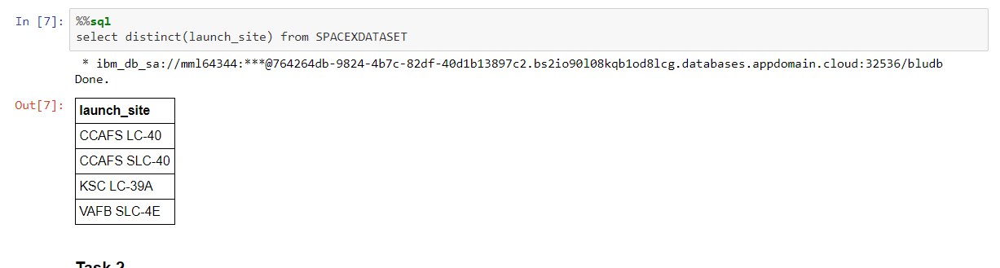 In [7]: %%sql
select distinct(launch_site) from SPACEXDATASET
* ibm_db_sa://mml64344:***@764264db-9824-4b7c-82df-40d1b13897c2.bs2io90l08kqb1od8lcg.databases.appdomain.cloud:32536/bludb
Done.
Out[7]: launch_site
CCAFS LC-40
CCAFS SLC-40
KSC LC-39A
VAFB SLC-4E
Task 2